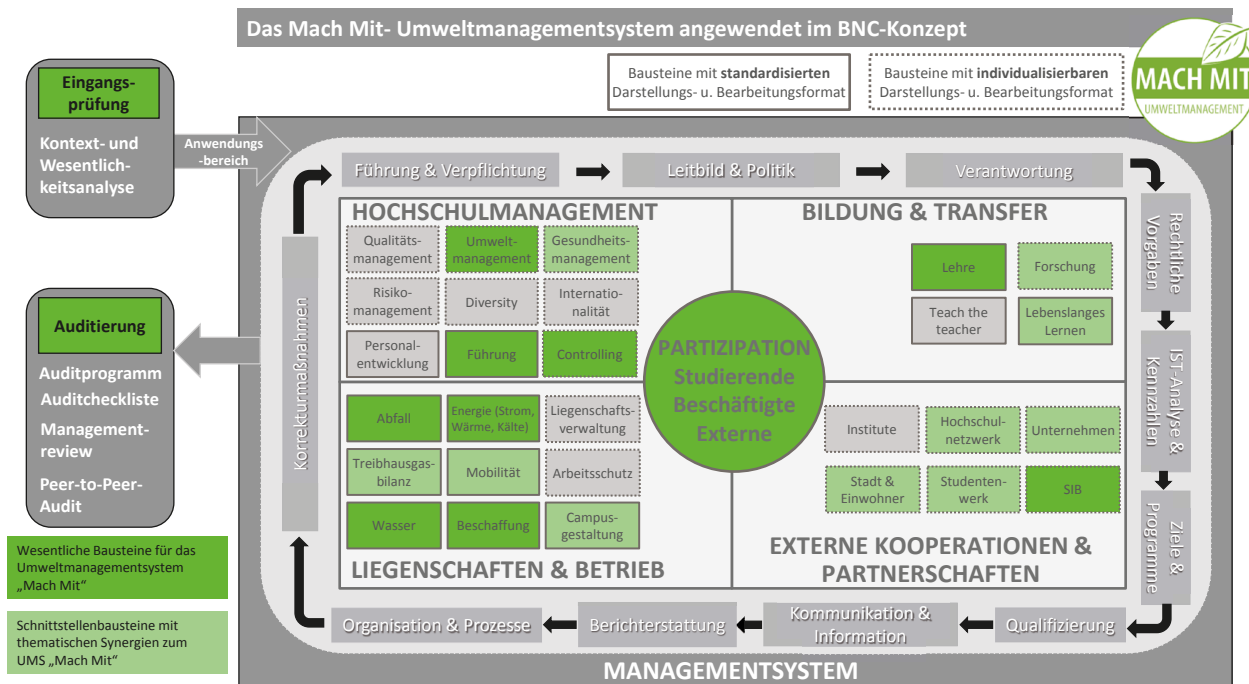 Das Mach Mit- Umweltmanagementsystem angewendet im BNC-Konzept
Bausteine mit standardisierten
Darstellungs- u. Bearbeitungsformat
Bausteine mit individualisierbaren
Darstellungs- u. Bearbeitungsformat
MACH MIT
UMWELTMANAGEMENT
Eingangs-
prüfung
Kontext- und
Wesentlich-
keitsanalyse
Anwendungs
-bereich
Führung & Verpflichtung
Leitbild & Politik
Verantwortung
Rechtliche
Vorgaben
IST-Analyse &
Kennzahlen
Ziele &
Programme
Qualifizierung
Kommunikation &
Information
Berichterstattung
Organisation & Prozesse
Korrekturmaßnahmen
HOCHSCHULMANAGEMENT
Qualitäts-
management
Umwelt-
management
Gesundheits-
management
Risiko-
management
Diversity
Internatio-
nalität
Personal-
entwicklung
Führung
Controlling
BILDUNG & TRANSFER
Lehre
Forschung
Teach the
teacher
Lebenslanges
Lernen
PARTIZIPATION
Studierende
Beschäftigte
Externe
Abfall
Energie (Strom,
Wärme, Kälte)
Liegenschafts-
verwaltung
Treibhausgas-
bilanz
Mobilität
Arbeitsschutz
Wasser
Beschaffung
Campus-
gestaltung
LIEGENSCHAFTEN & BETRIEB
Institute
Hochschul-
netzwerk
Unternehmen
Stadt &
Einwohner
Studenten-
werk
SIB
EXTERNE KOOPERATIONEN &
PARTNERSCHAFTEN
MANAGEMENTSYSTEM
Auditierung
Auditprogramm
Auditcheckliste
Management-
review
Peer-to-Peer-
Audit
Wesentliche Bausteine für das
Umweltmanagementsystem
„Mach Mit“
Schnittstellenbausteine mit
thematischen Synergien zum
UMS „Mach Mit“